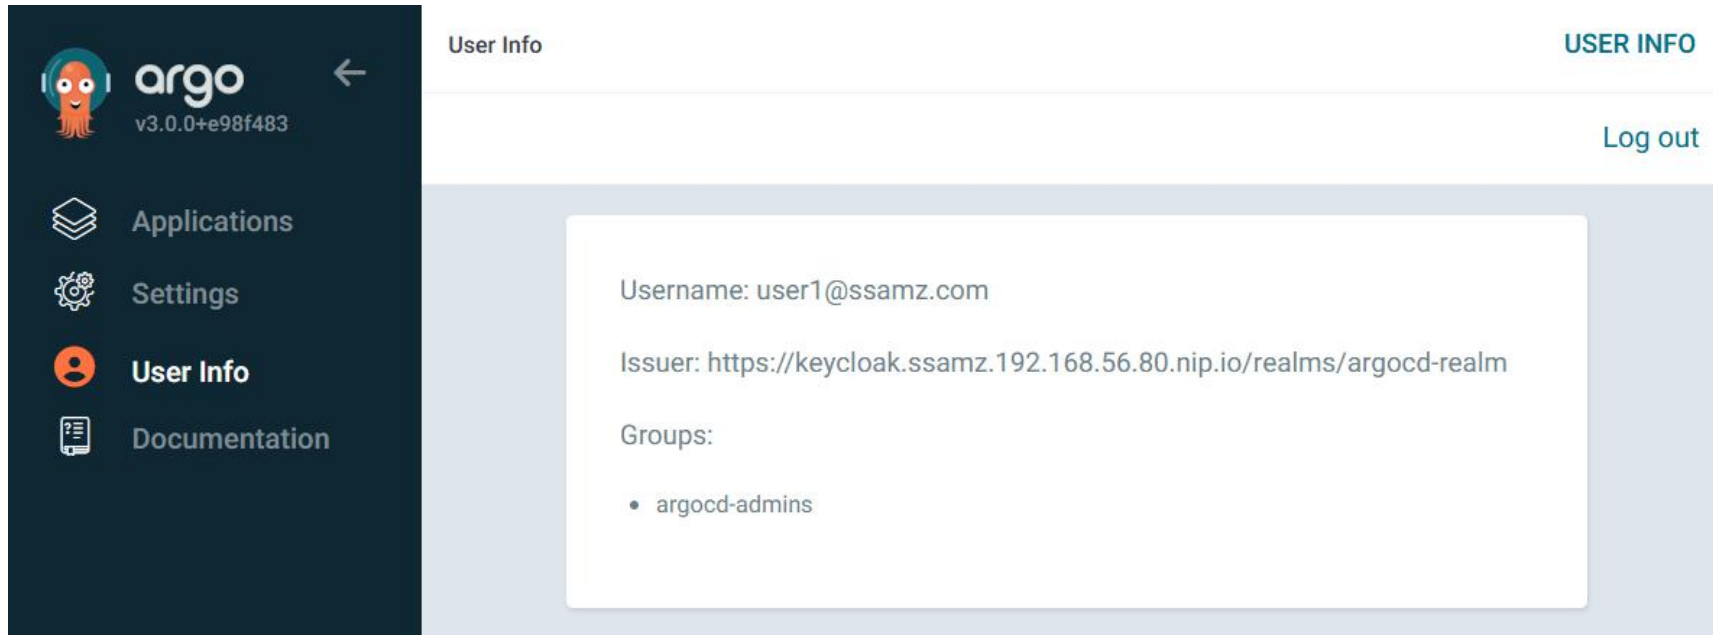 argo
v3.0.0+e98f483
Applications
Settings
User Info
Documentation
User Info
USER INFO
Log out
Username: user1@ssamz.com
Issuer: https://keycloak.ssamz.192.168.56.80.nip.io/realms/argocd-realm
Groups:
• argocd-admins